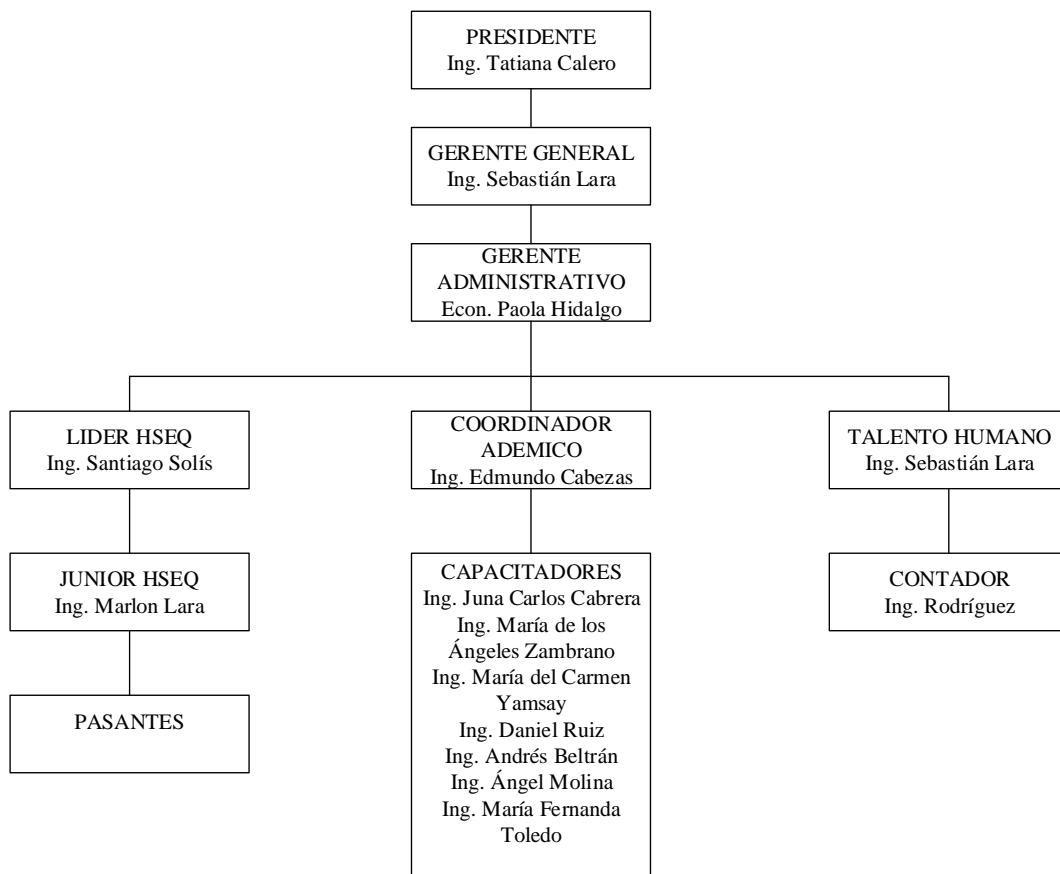 PRESIDENTE
Ing. Tatiana Calero
GERENTE GENERAL
Ing. Sebastián Lara
GERENTE
ADMINISTRATIVO
Econ. Paola Hidalgo
LIDER HSEQ
Ing. Santiago Solís
COORDINADOR
ADEMICO
Ing. Edmundo Cabezas
TALENTO HUMANO
Ing. Sebastián Lara
JUNIOR HSEQ
Ing. Marlon Lara
CAPACITADORES
Ing. Juna Carlos Cabrera
Ing. María de los
Ángeles Zambrano
Ing. María del Carmen
Yamsay
Ing. Daniel Ruiz
Ing. Andrés Beltrán
Ing. Ángel Molina
Ing. María Fernanda
Toledo
CONTADOR
Ing. Rodríguez
PASANTES